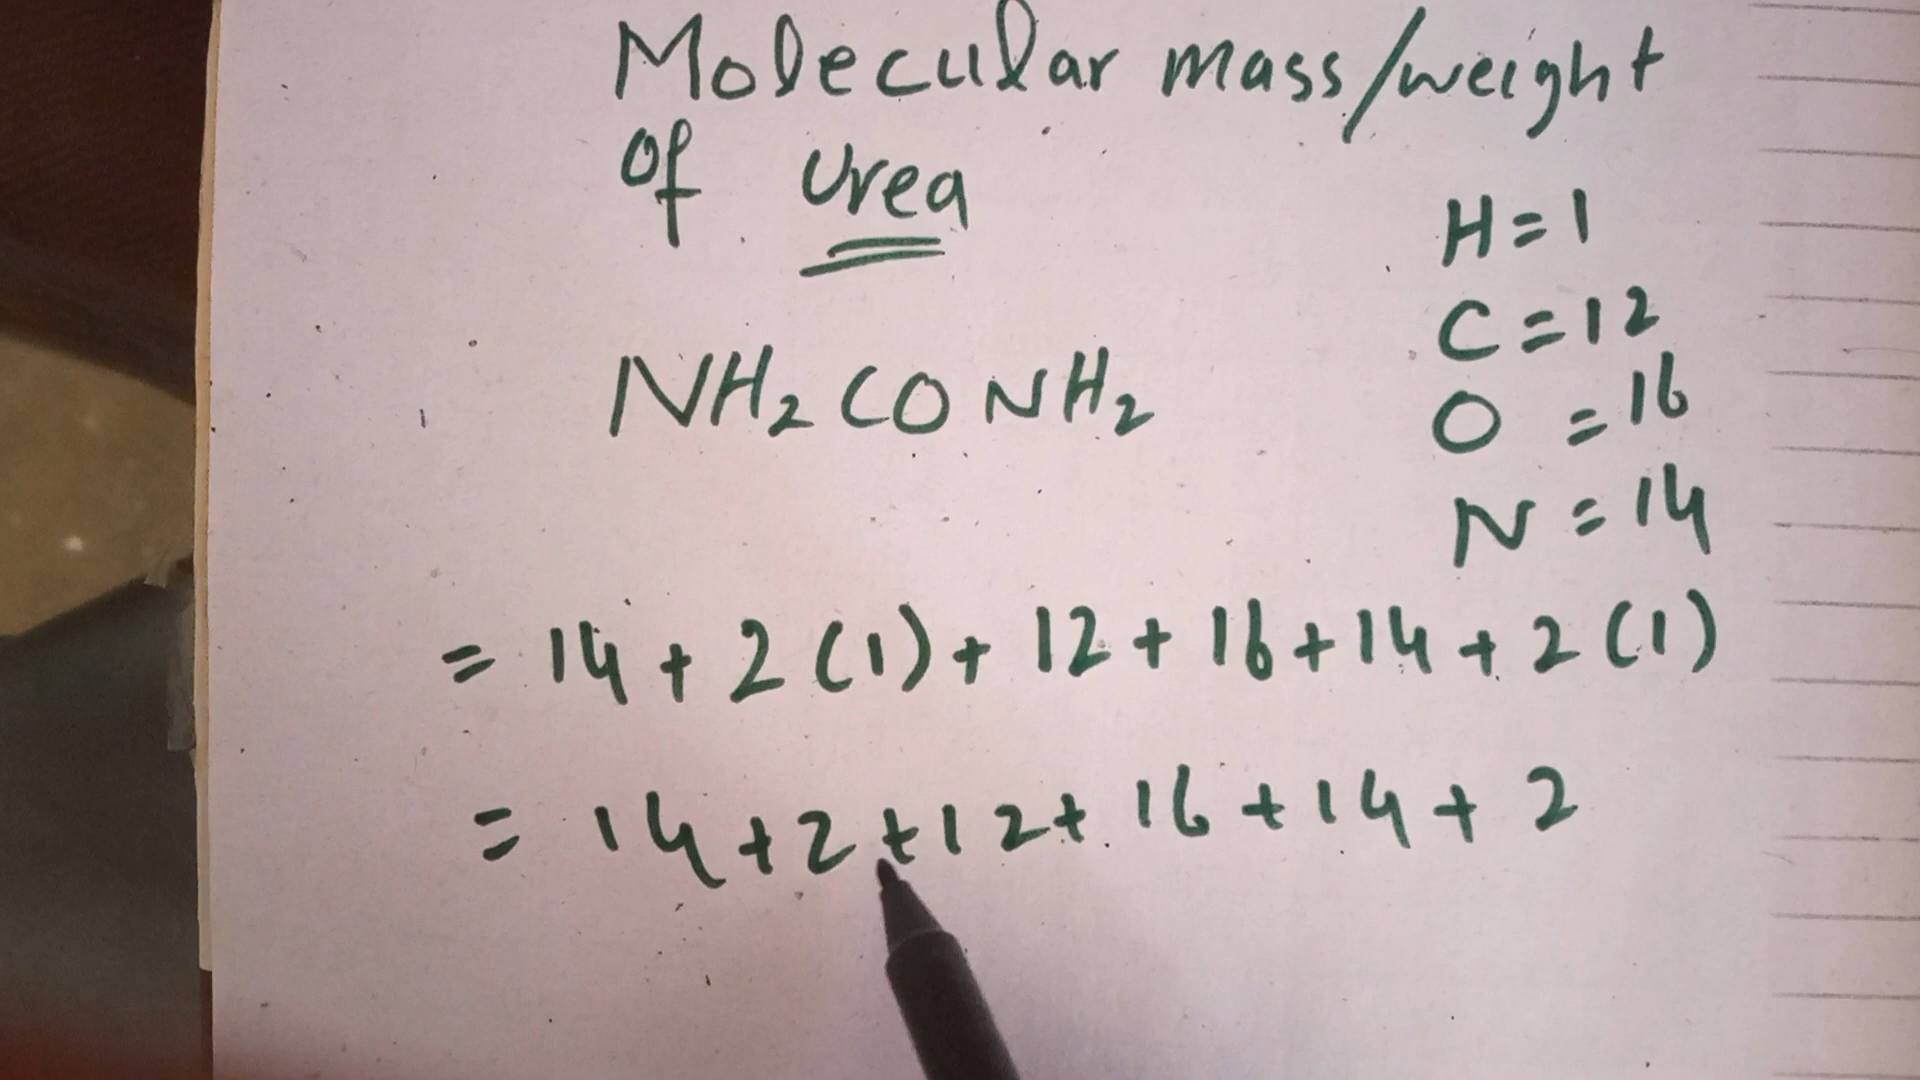 Molecular mass/weight
of Urea
H=1
C=12
O =16
N=14
NH₂CONH₂
= 14+2(1)+12+16+14+2(1)
= 14+2+12+16+14+2